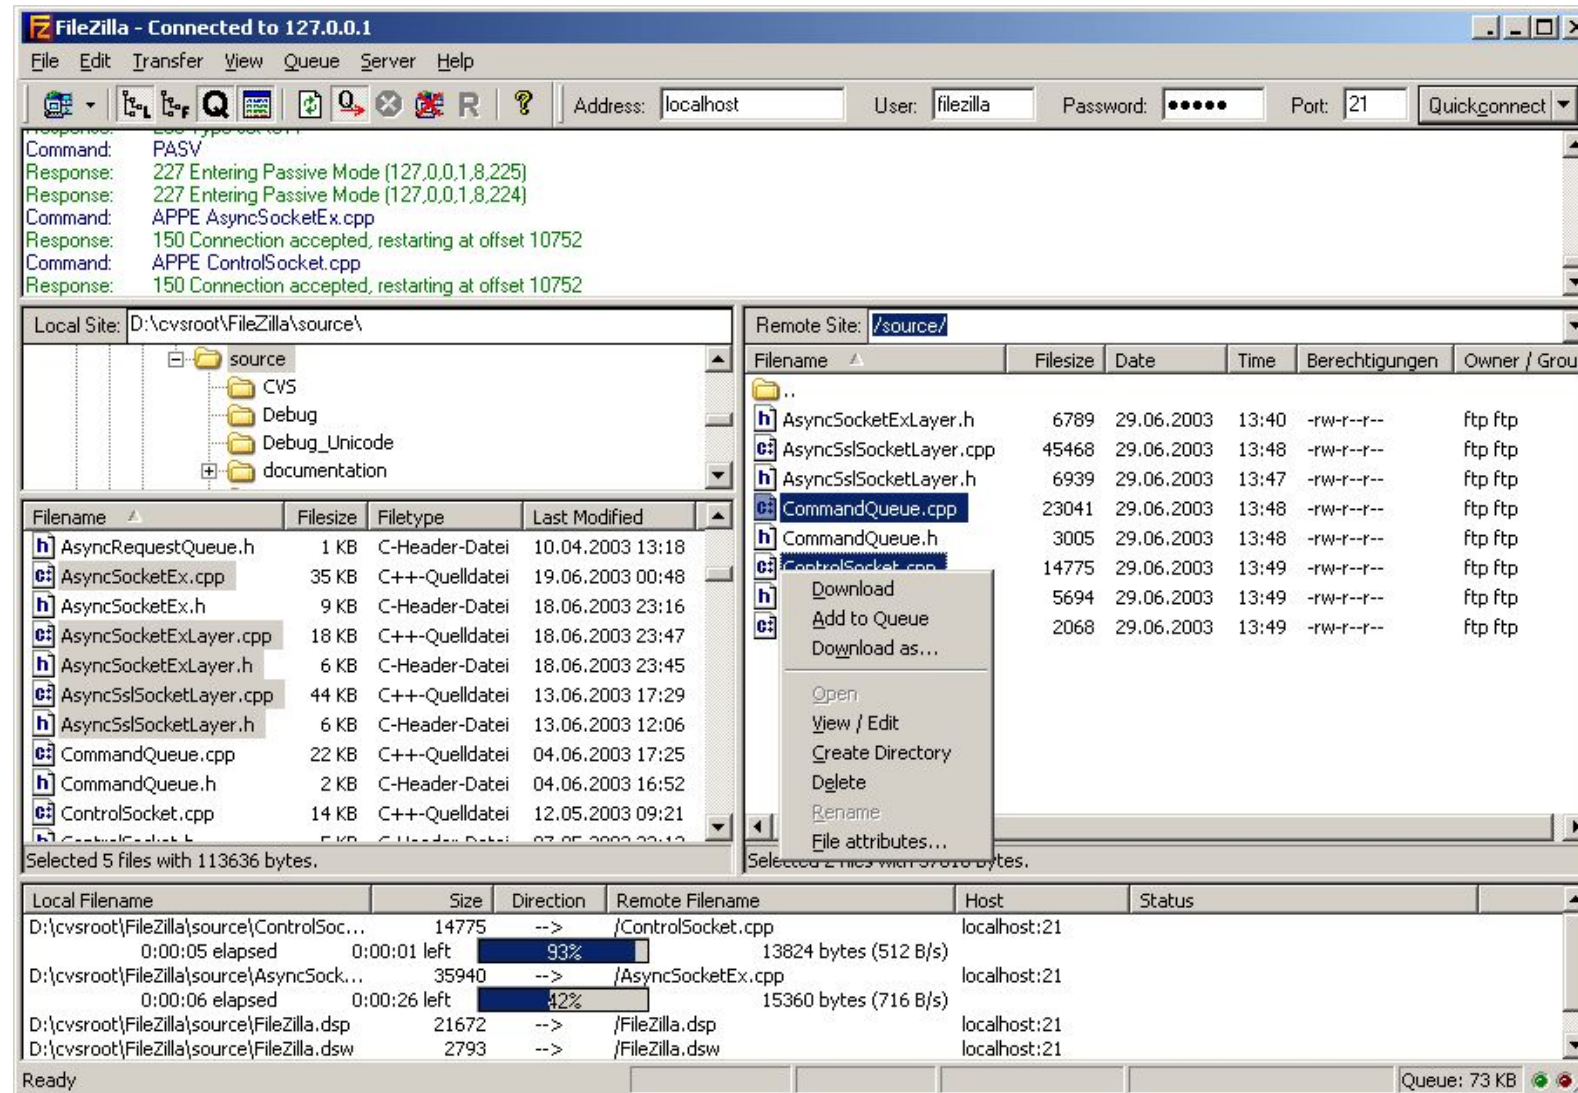 FileZilla - Connected to 127.0.0.1
File Edit Transfer View Queue Server Help
Address: localhost User: filezilla Password: ●●●●● Port: 21 Quickconnect
Command: PASV
Response: 227 Entering Passive Mode (127,0,0,1,8,225)
Response: 227 Entering Passive Mode (127,0,0,1,8,224)
Command: APPE AsyncSocketEx.cpp
Response: 150 Connection accepted, restarting at offset 10752
Command: APPE ControlSocket.cpp
Response: 150 Connection accepted, restarting at offset 10752
Local Site: D:\cvsroot\FileZilla\source\
source
CVS
Debug
Debug_Unicode
documentation
Filename Filesize Filetype Last Modified
AsyncRequestQueue.h 1 KB C-Header-Datei 10.04.2003 13:18
AsyncSocketEx.cpp 35 KB C++-Quelldatei 19.06.2003 00:48
AsyncSocketEx.h 9 KB C-Header-Datei 18.06.2003 23:16
AsyncSocketExLayer.cpp 18 KB C++-Quelldatei 18.06.2003 23:47
AsyncSocketExLayer.h 6 KB C-Header-Datei 18.06.2003 23:45
AsyncSslSocketLayer.cpp 44 KB C++-Quelldatei 13.06.2003 17:29
AsyncSslSocketLayer.h 6 KB C-Header-Datei 13.06.2003 12:06
CommandQueue.cpp 22 KB C++-Quelldatei 04.06.2003 17:25
CommandQueue.h 2 KB C-Header-Datei 04.06.2003 16:52
ControlSocket.cpp 14 KB C++-Quelldatei 12.05.2003 09:21
Selected 5 files with 113636 bytes.
Remote Site: /source/
Filename Filesize Date Time Berechtigungen Owner / Grou
..
AsyncSocketExLayer.h 6789 29.06.2003 13:40 -rw-r--r-- ftp ftp
AsyncSslSocketLayer.cpp 45468 29.06.2003 13:48 -rw-r--r-- ftp ftp
AsyncSslSocketLayer.h 6939 29.06.2003 13:47 -rw-r--r-- ftp ftp
CommandQueue.cpp 23041 29.06.2003 13:48 -rw-r--r-- ftp ftp
CommandQueue.h 3005 29.06.2003 13:48 -rw-r--r-- ftp ftp
ControlSocket.cpp 14775 29.06.2003 13:49 -rw-r--r-- ftp ftp
5694 29.06.2003 13:49 -rw-r--r-- ftp ftp
2068 29.06.2003 13:49 -rw-r--r-- ftp ftp
Download
Add to Queue
Download as...
Open
View / Edit
Create Directory
Delete
Rename
File attributes...
Local Filename Size Direction Remote Filename Host Status
D:\cvsroot\FileZilla\source\ControlSoc... 14775 --> /ControlSocket.cpp localhost:21
0:00:05 elapsed 0:00:01 left 93% 13824 bytes (512 B/s)
D:\cvsroot\FileZilla\source\AsyncSock... 35940 --> /AsyncSocketEx.cpp localhost:21
0:00:06 elapsed 0:00:26 left 42% 15360 bytes (716 B/s)
D:\cvsroot\FileZilla\source\FileZilla.dsp 21672 --> /FileZilla.dsp localhost:21
D:\cvsroot\FileZilla\source\FileZilla.dsw 2793 --> /FileZilla.dsw localhost:21
Ready Queue: 73 KB